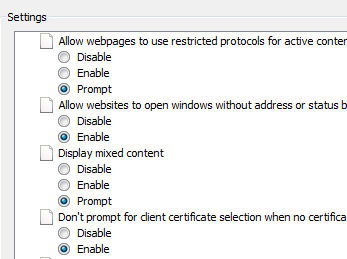 Settings
Allow webpages to use restricted protocols for active conter
Disable
Enable
Prompt
Allow websites to open windows without address or status b
Disable
Enable
Display mixed content
Disable
Enable
Prompt
Don't prompt for client certificate selection when no certifica
Disable
Enable